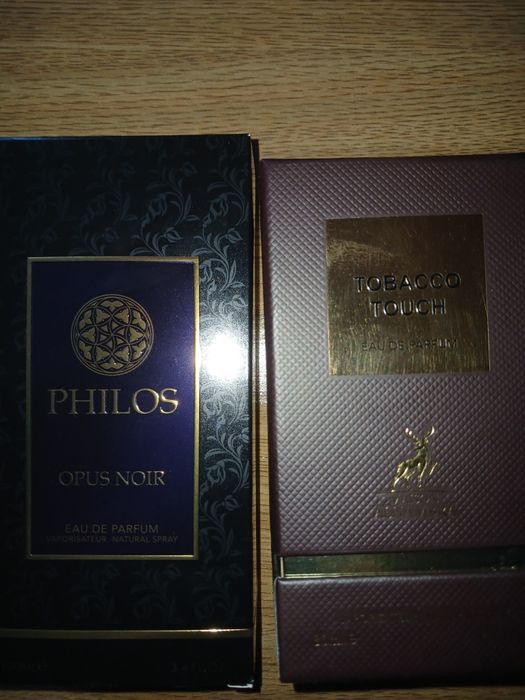 PHILOS
OPUS NOIR
EAU DE PARFUM
VAPORISATEUR NATURAL SPRAY
TOBACCO
TOUCH
EAU DE PARFUM